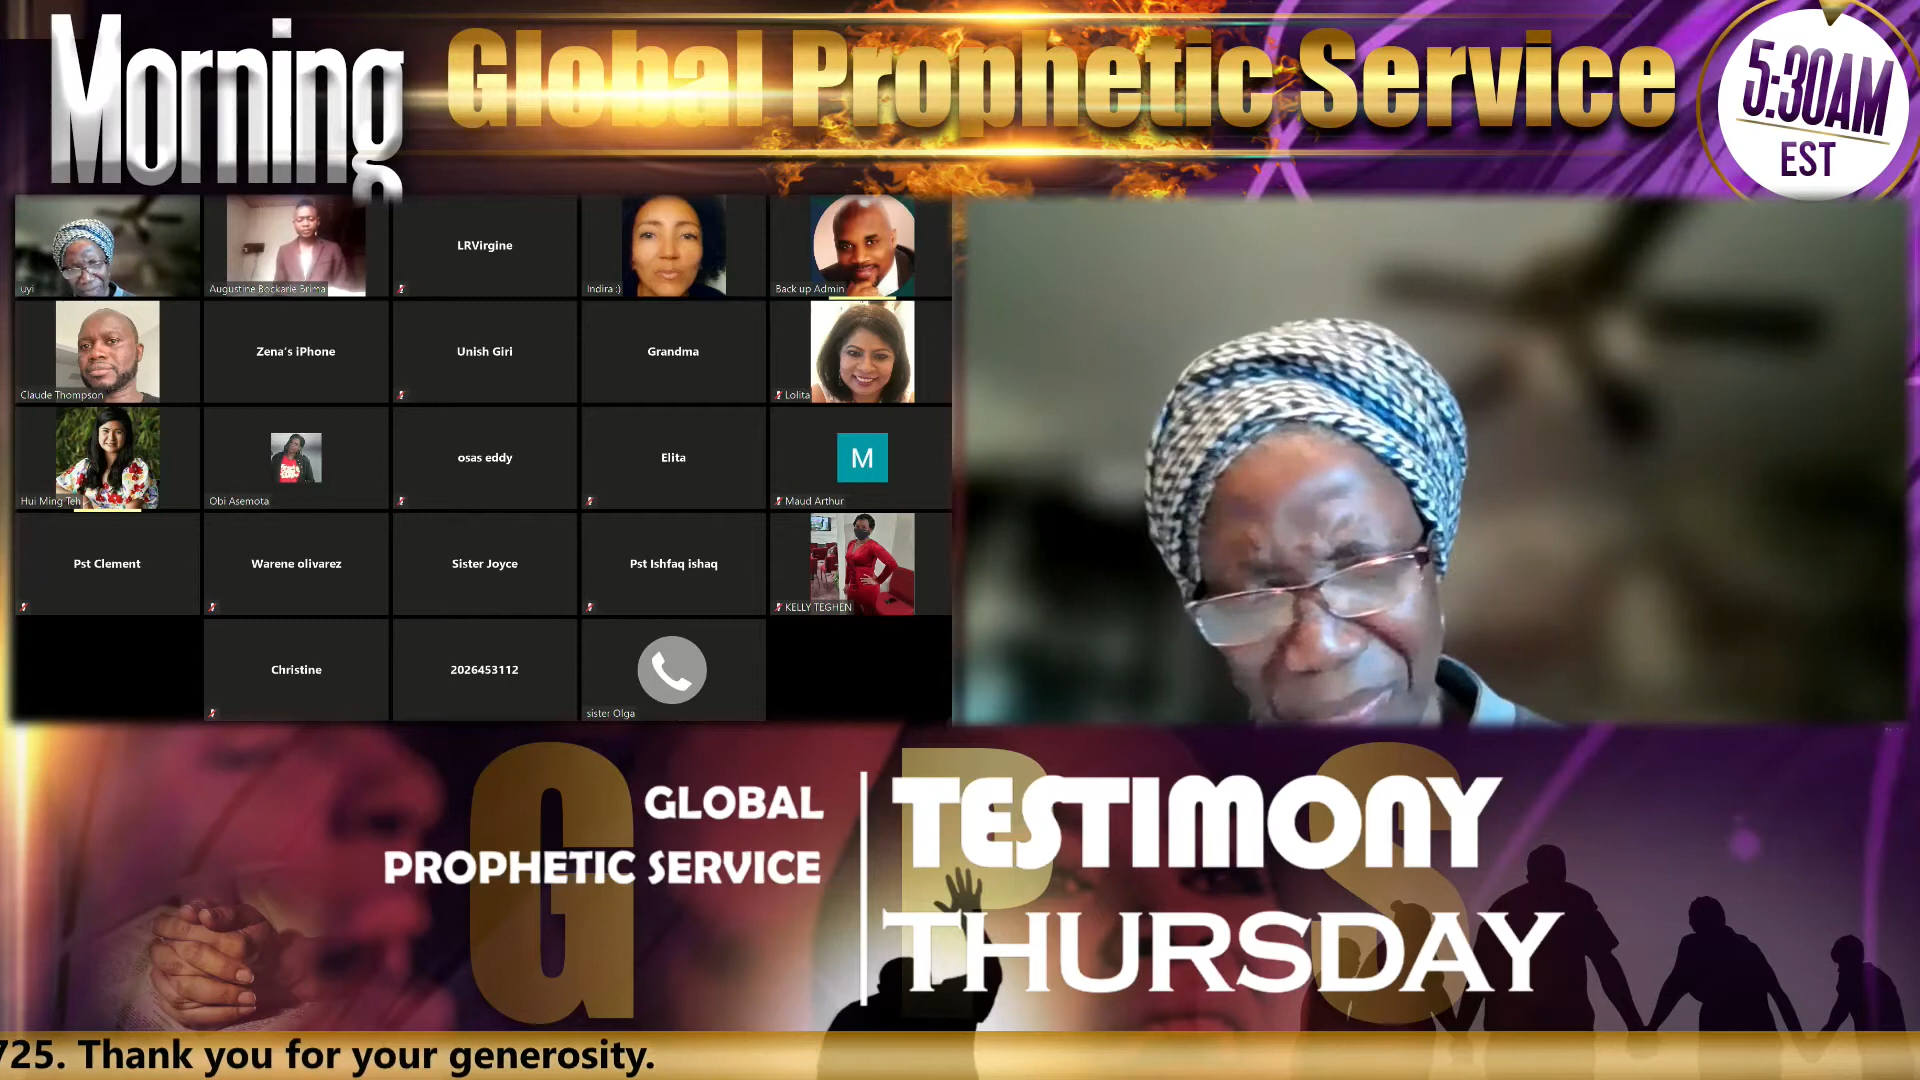 Morning
Global Prophetic Service
5:30AM
EST
uyi
Augustine Bockarie Brima
LRVirgine
Indira :)
Back up Admin
Claude Thompson
Zena's iPhone
Unish Giri
Grandma
Lolita
Hui Ming Teh
Obi Asemota
osas eddy
Elita
M
Maud Arthur
Pst Clement
Warene olivarez
Sister Joyce
Pst Ishfaq ishaq
KELLY TEGHEN
Christine
2026453112
sister Olga
G P S
GLOBAL
PROPHETIC SERVICE
TESTIMONY
THURSDAY
725. Thank you for your generosity.